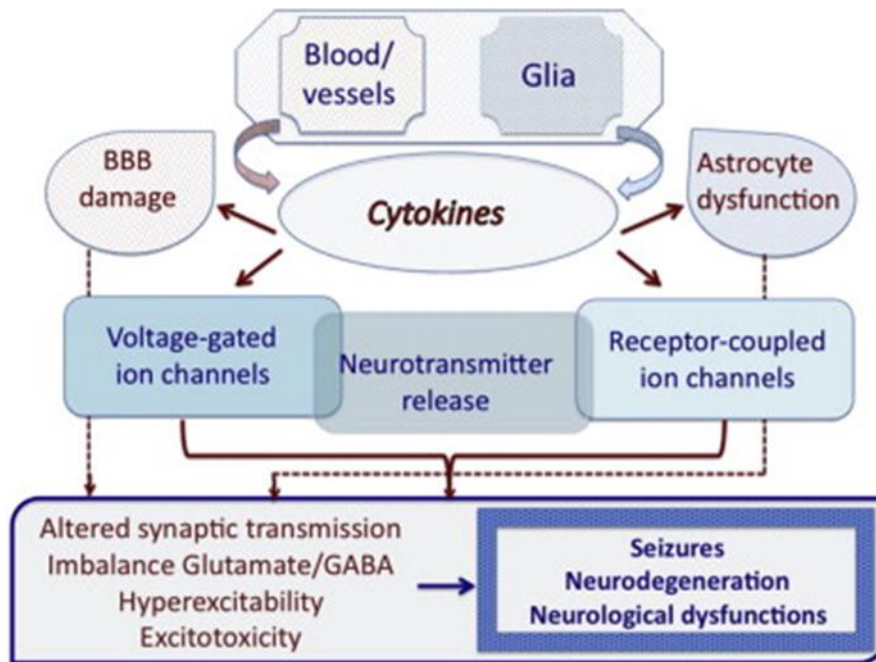 Blood/
vessels
Glia
BBB
damage
Cytokines
Astrocyte
dysfunction
Voltage-gated
ion channels
Neurotransmitter
release
Receptor-coupled
ion channels
Altered synaptic transmission
Imbalance Glutamate/GABA
Hyperexcitability
Excitotoxicity
Seizures
Neurodegeneration
Neurological dysfunctions